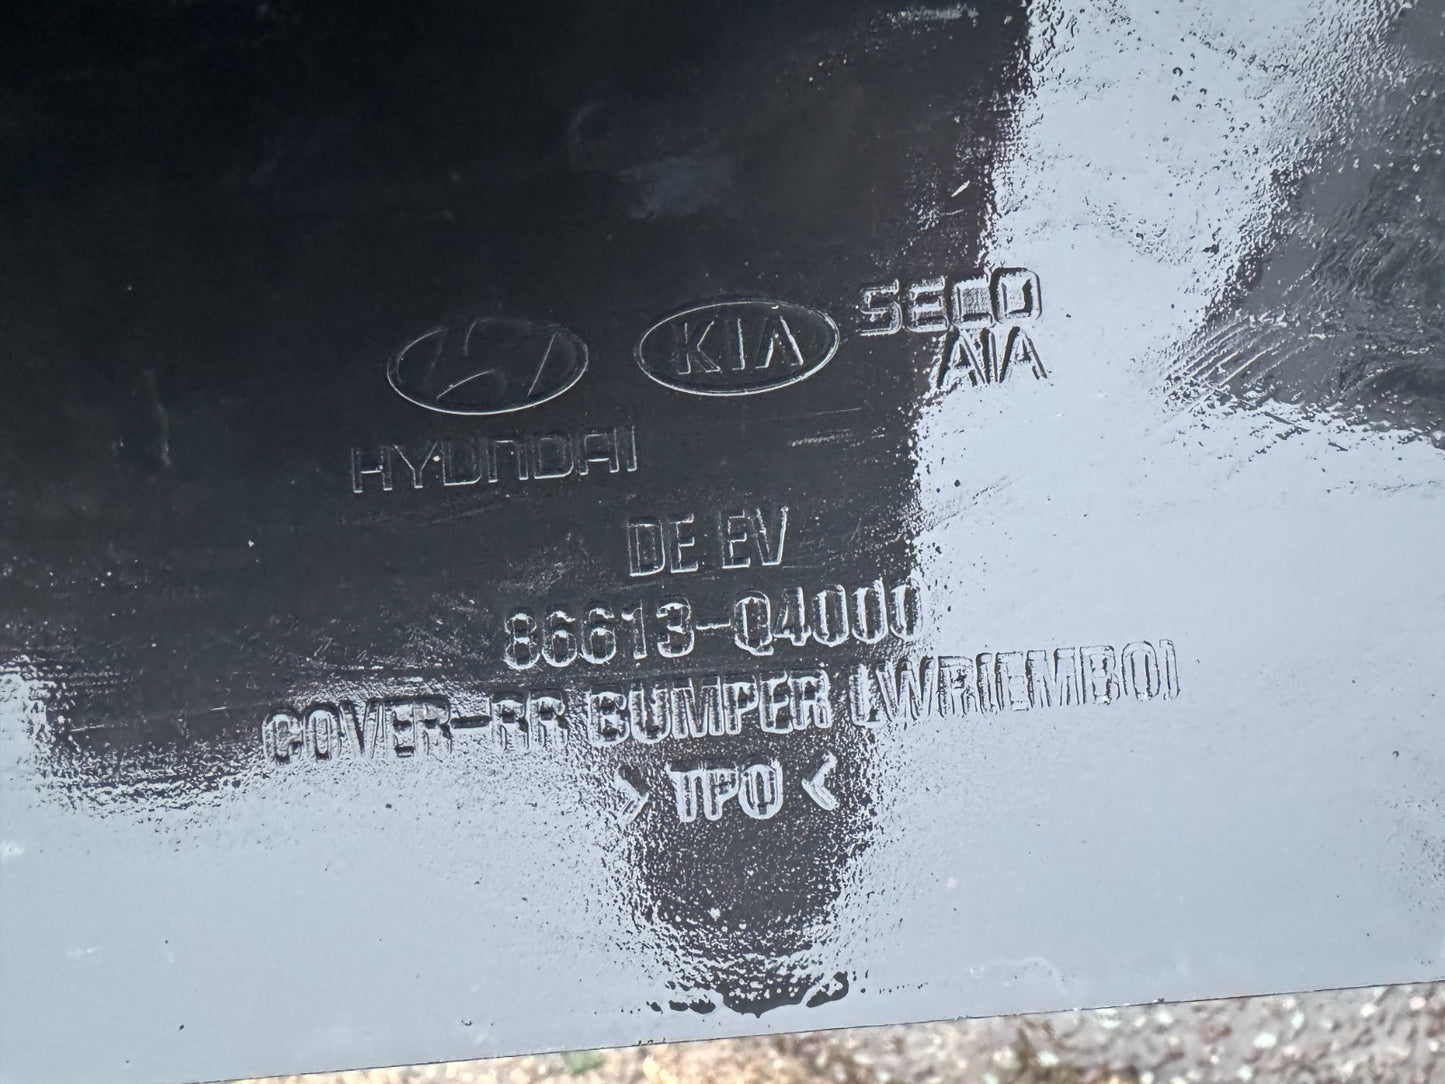 KIA SECO
AIA
HYUNDAI
DE EV
86613-Q4000
COVER-RR BUMPER LWR(EMBO)
> TPO <